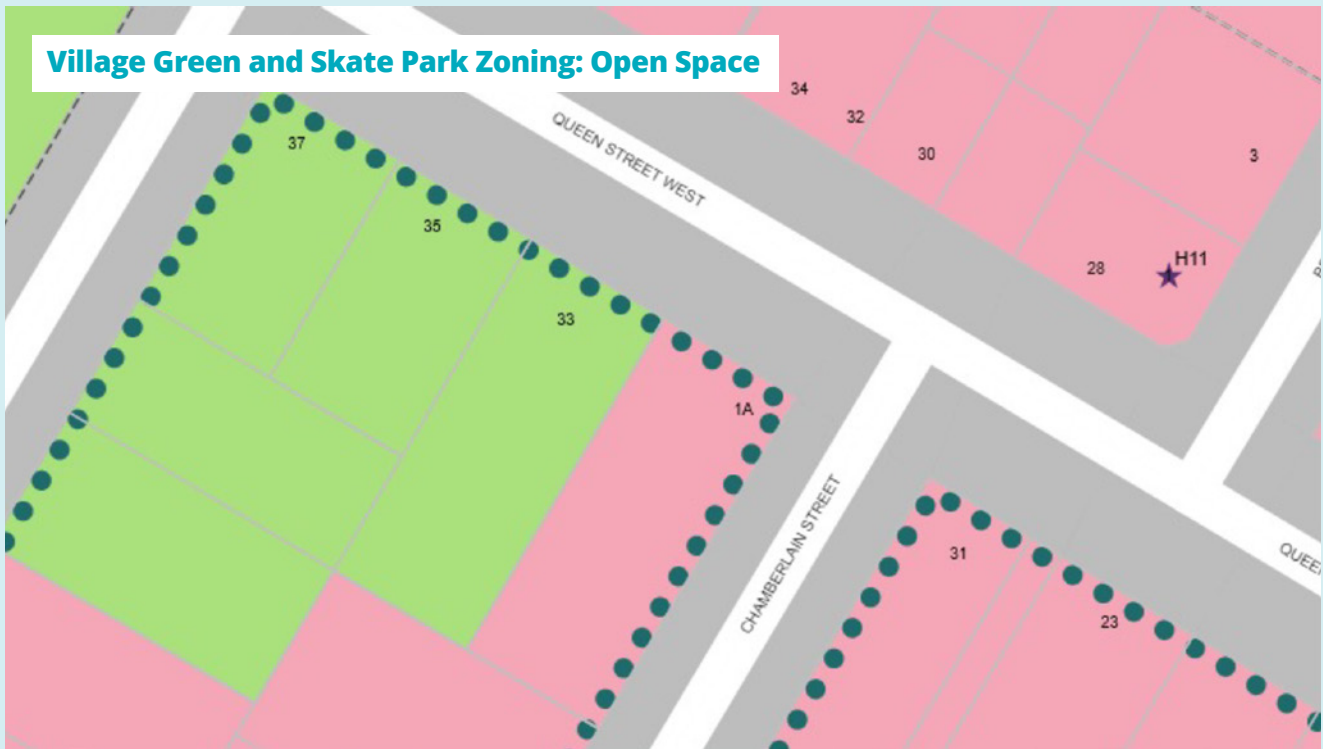 Village Green and Skate Park Zoning: Open Space
34
32
30
3
37
QUEEN STREET WEST
35
33
28
H11
1A
CHAMBERLAIN STREET
31
23